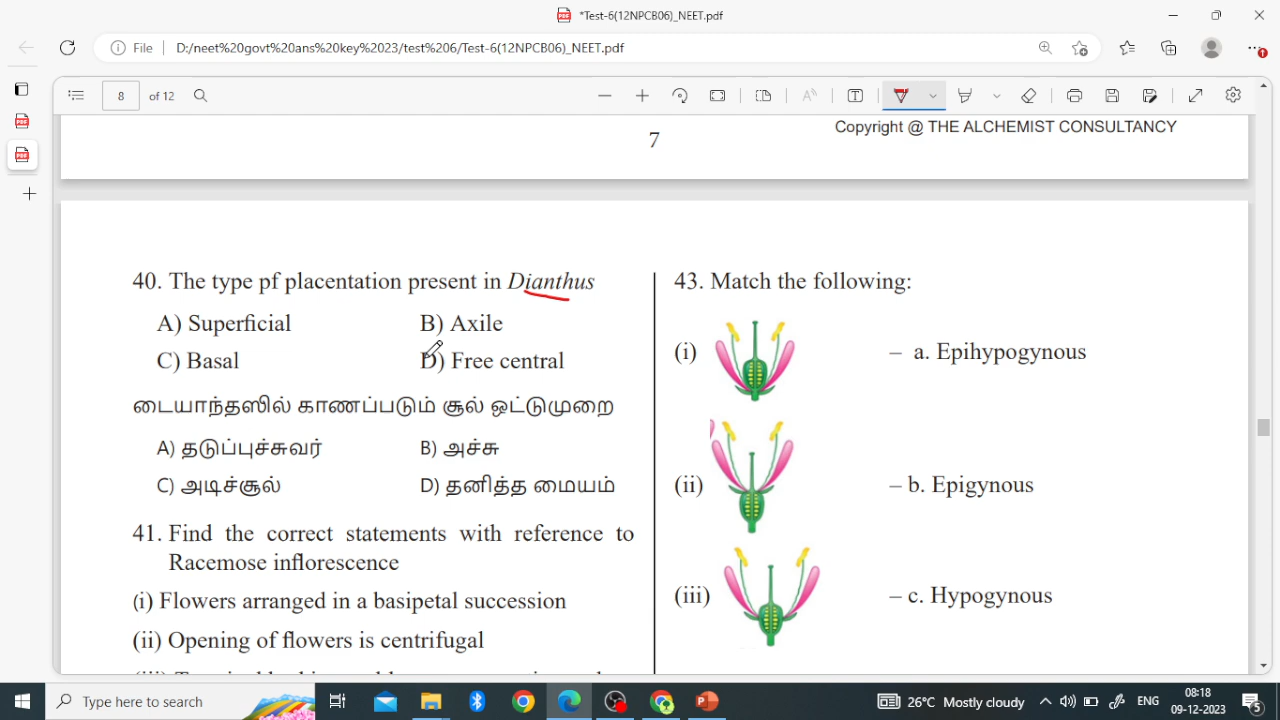 *Test-6(12NPCB06)_NEET.pdf
File
D:/neet%20govt%20ans%20key%202023/test%206/Test-6(12NPCB06)_NEET.pdf
8 of 12
7
Copyright @ THE ALCHEMIST CONSULTANCY
40. The type pf placentation present in Dianthus
A) Superficial B) Axile
C) Basal D) Free central
டையாந்தஸில் காணப்படும் சூல் ஒட்டுமுறை
A) தடுப்புச்சுவர் B) அச்சு
C) அடிச்சூல் D) தனித்த மையம்
41. Find the correct statements with reference to
Racemose inflorescence
(i) Flowers arranged in a basipetal succession
(ii) Opening of flowers is centrifugal
43. Match the following:
(i) – a. Epihypogynous
(ii) – b. Epigynous
(iii) – c. Hypogynous
Type here to search
26°C Mostly cloudy
ENG
08:18
09-12-2023
5